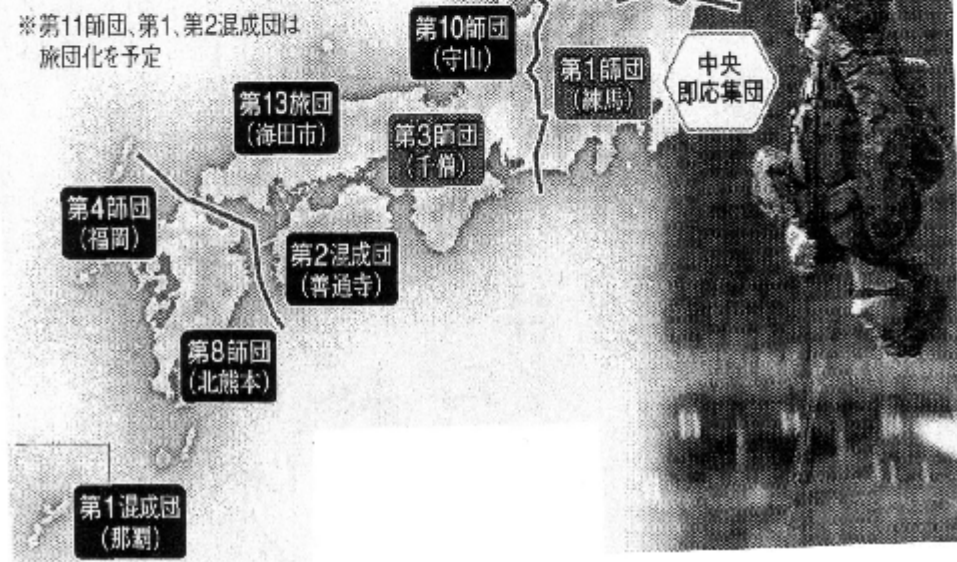 ※第11師団、第1、第2混成団は
旅団化を予定
第10師団
(守山)
第1師団
(練馬)
中央
即応集団
第13旅団
(海田市)
第3師団
(千僧)
第4師団
(福岡)
第2混成団
(善通寺)
第8師団
(北熊本)
第1混成団
(那覇)